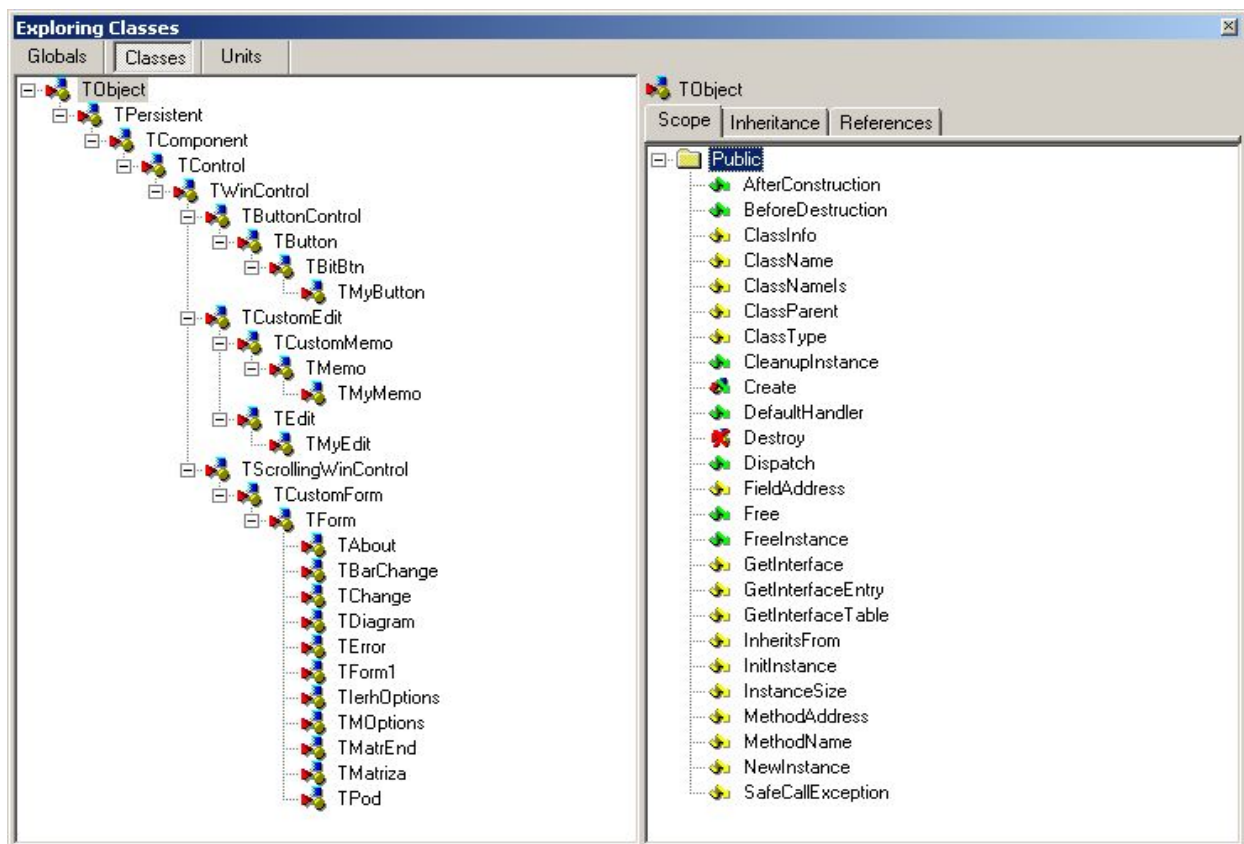 Exploring Classes
Globals Classes Units
TObject
TPersistent
TComponent
TControl
TWinControl
TButtonControl
TButton
TBitBtn
TMyButton
TCustomEdit
TCustomMemo
TMemo
TMyMemo
TEdit
TMyEdit
TScrollingWinControl
TCustomForm
TForm
TAbout
TBarChange
TChange
TDiagram
TError
TForm1
TIerhOptions
TMOptions
TMatrEnd
TMatriza
TPod
TObject
Scope Inheritance References
Public
AfterConstruction
BeforeDestruction
ClassInfo
ClassName
ClassNameIs
ClassParent
ClassType
CleanupInstance
Create
DefaultHandler
Destroy
Dispatch
FieldAddress
Free
FreeInstance
GetInterface
GetInterfaceEntry
GetInterfaceTable
InheritsFrom
InitInstance
InstanceSize
MethodAddress
MethodName
NewInstance
SafeCallException